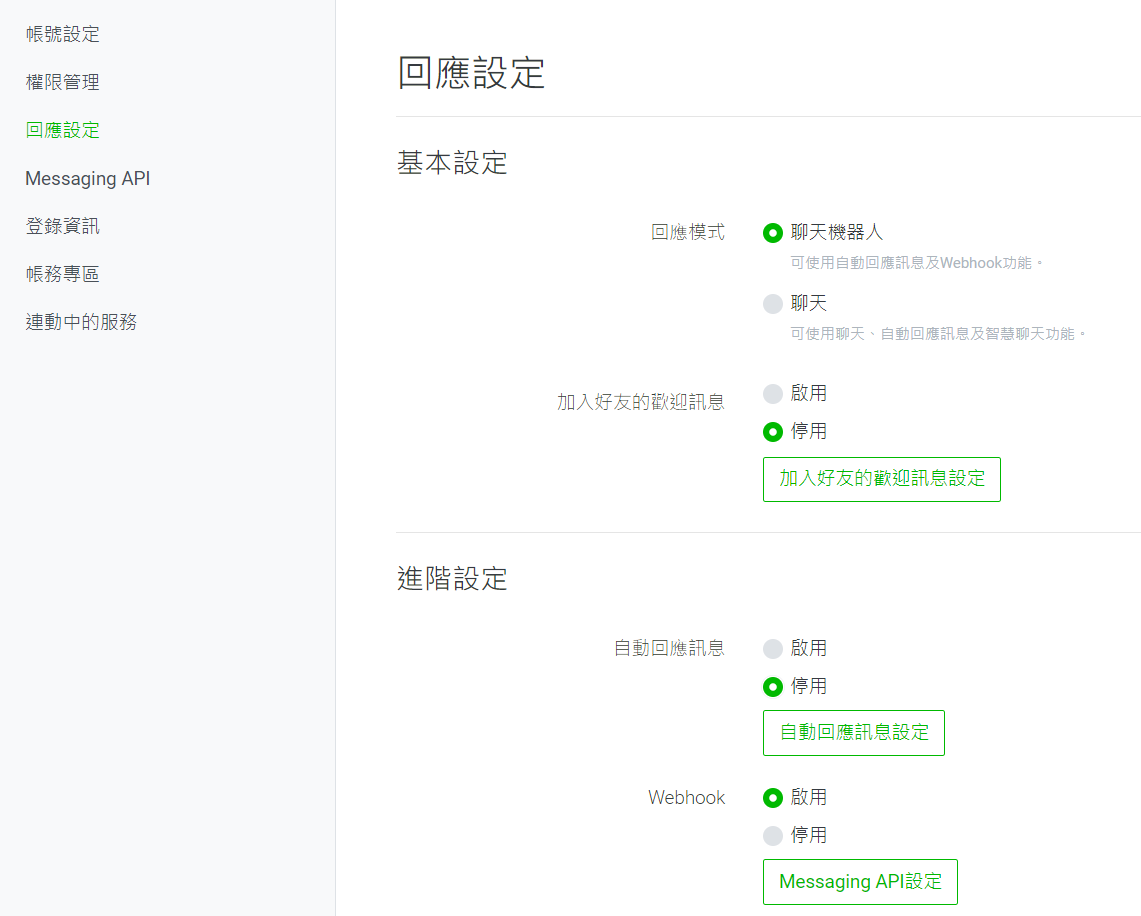 帳號設定
權限管理
回應設定
Messaging API
登錄資訊
帳務專區
連動中的服務
回應設定
基本設定
回應模式
聊天機器人
可使用自動回應訊息及Webhook功能。
聊天
可使用聊天、自動回應訊息及智慧聊天功能。
加入好友的歡迎訊息
啟用
停用
加入好友的歡迎訊息設定
進階設定
自動回應訊息
啟用
停用
自動回應訊息設定
Webhook
啟用
停用
Messaging API設定